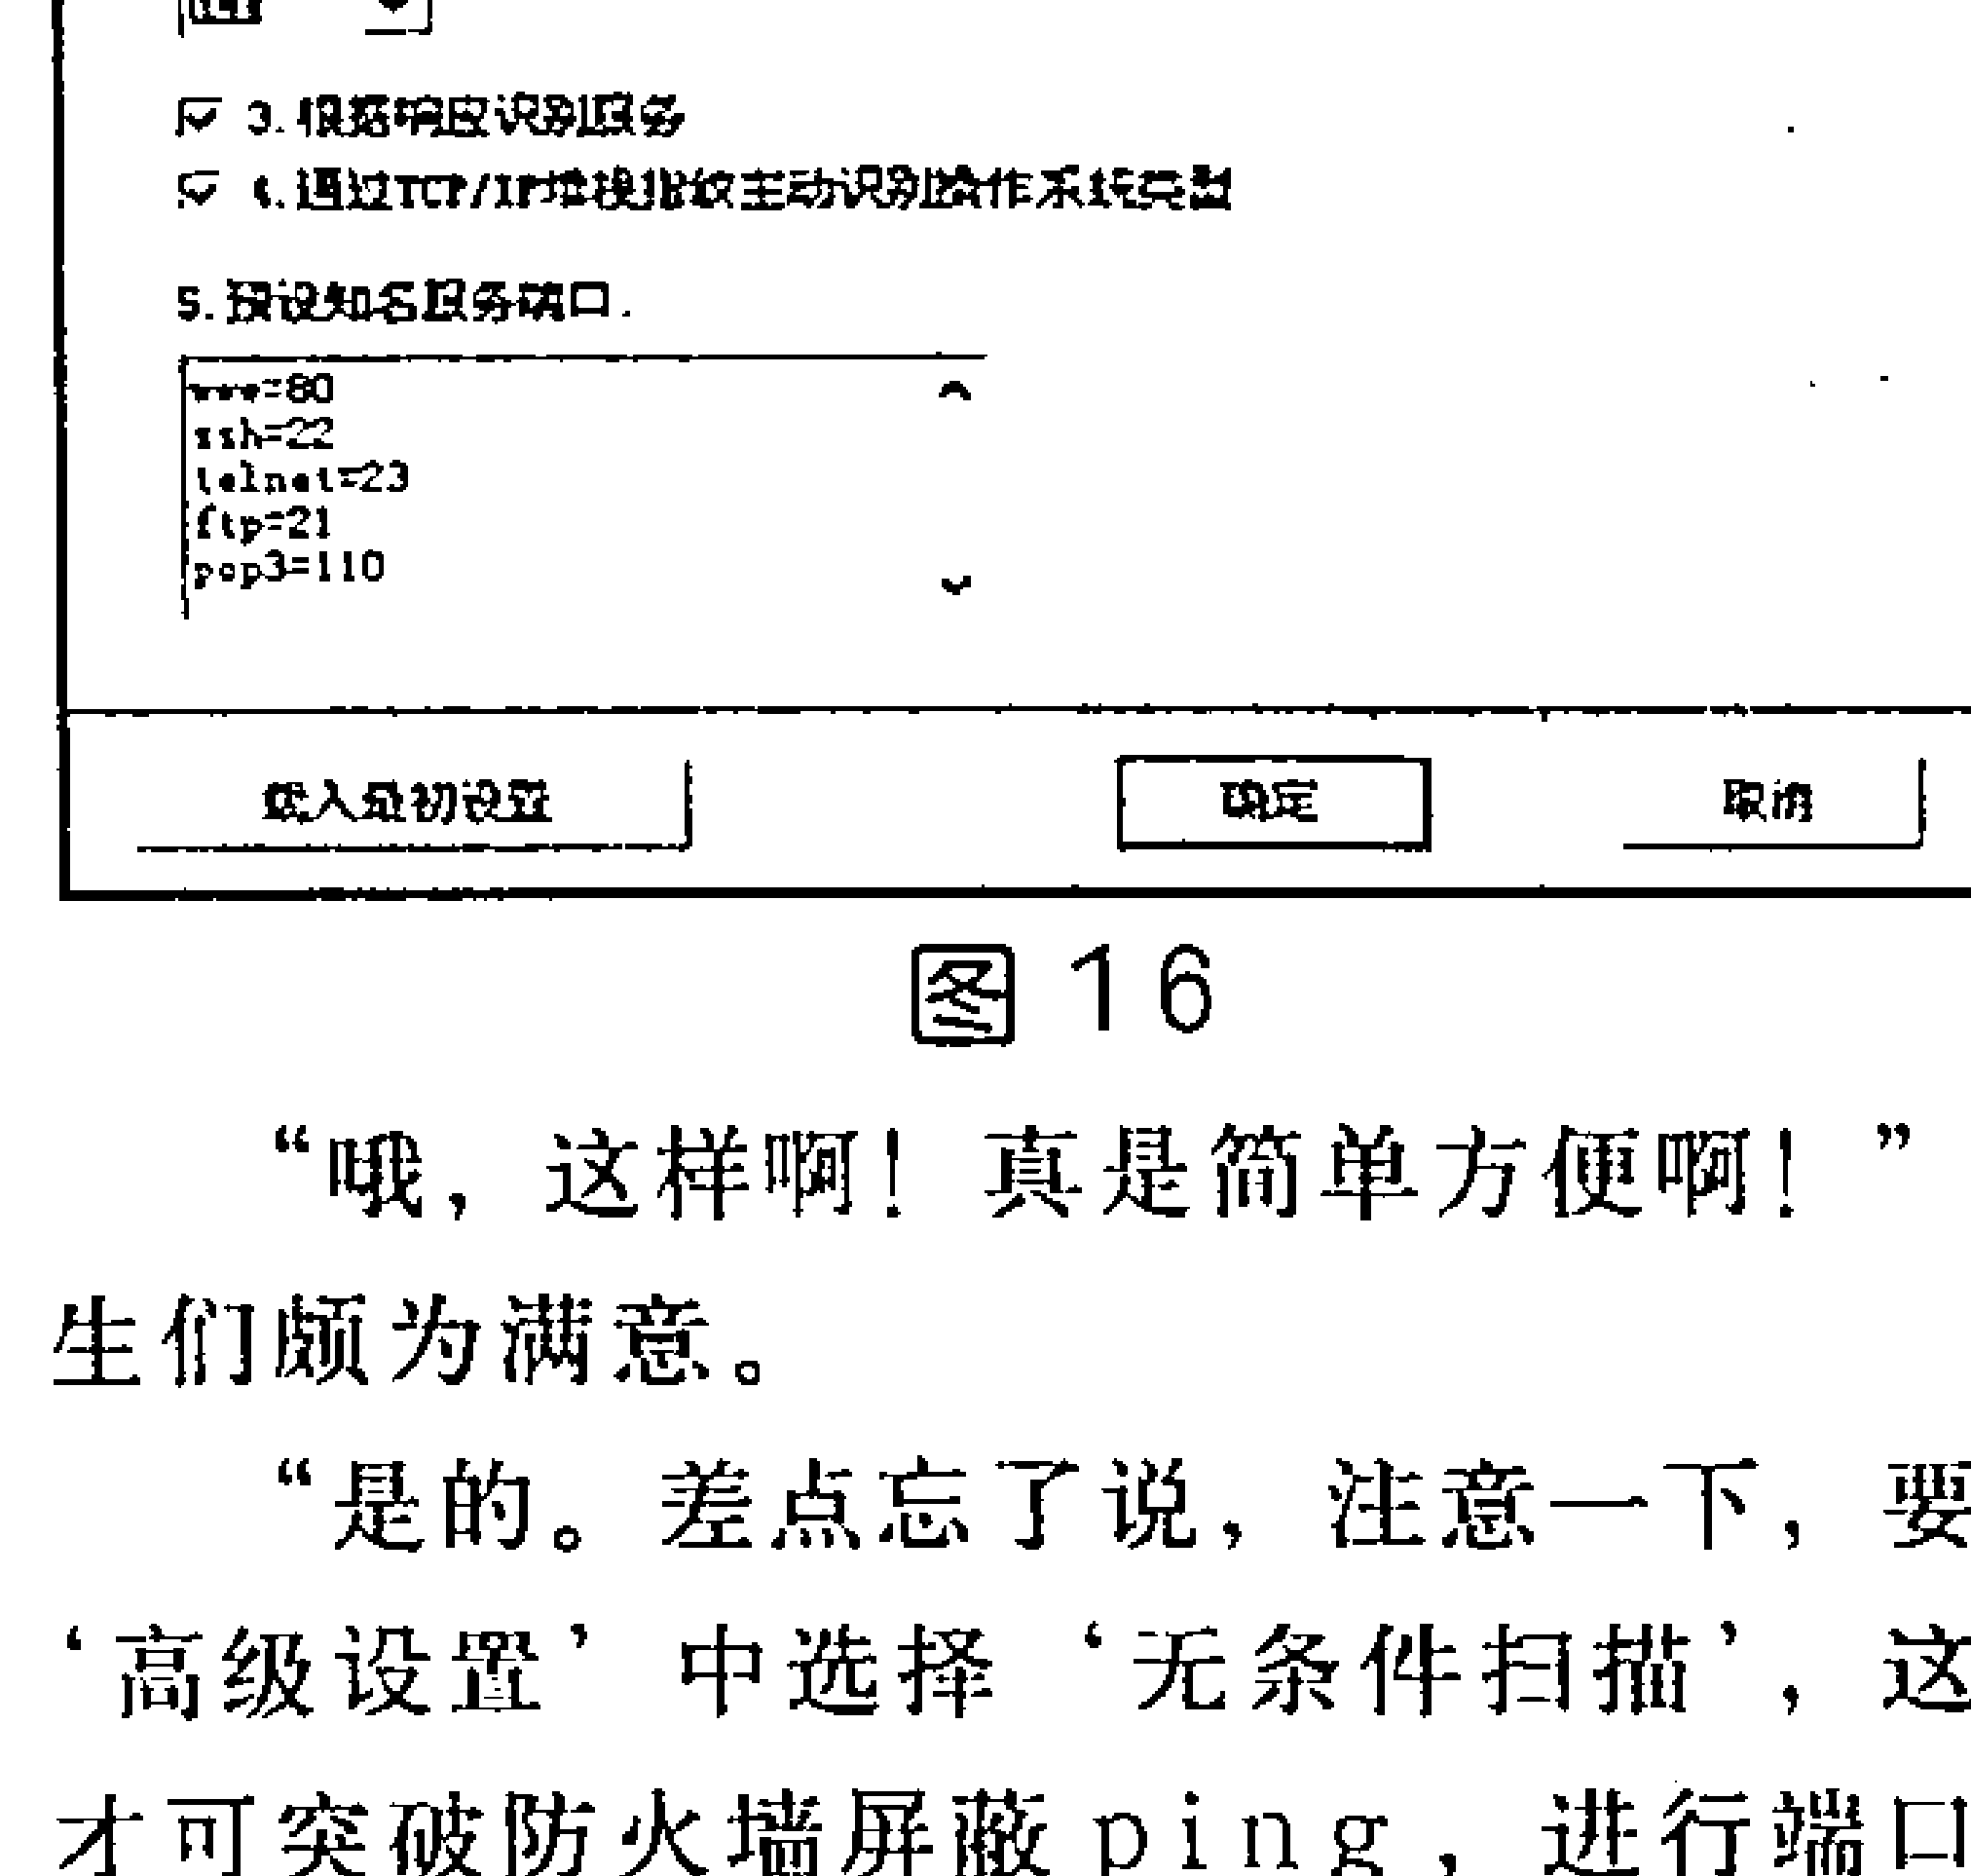 3.根据响应识别服务
4.通过TCP/IP堆栈指纹主动识别操作系统类型
5.预设知名服务端口.
www=80
ssh=22
telnet=23
ftp=21
pop3=110
载入最初设置 确定 取消
图 16
“哦，这样啊！真是简单方便啊！”
生们颇为满意。
“是的。差点忘了说，注意一下，要
‘高级设置’中选择‘无条件扫描’，这
才可突破防火墙屏蔽ping，进行端口